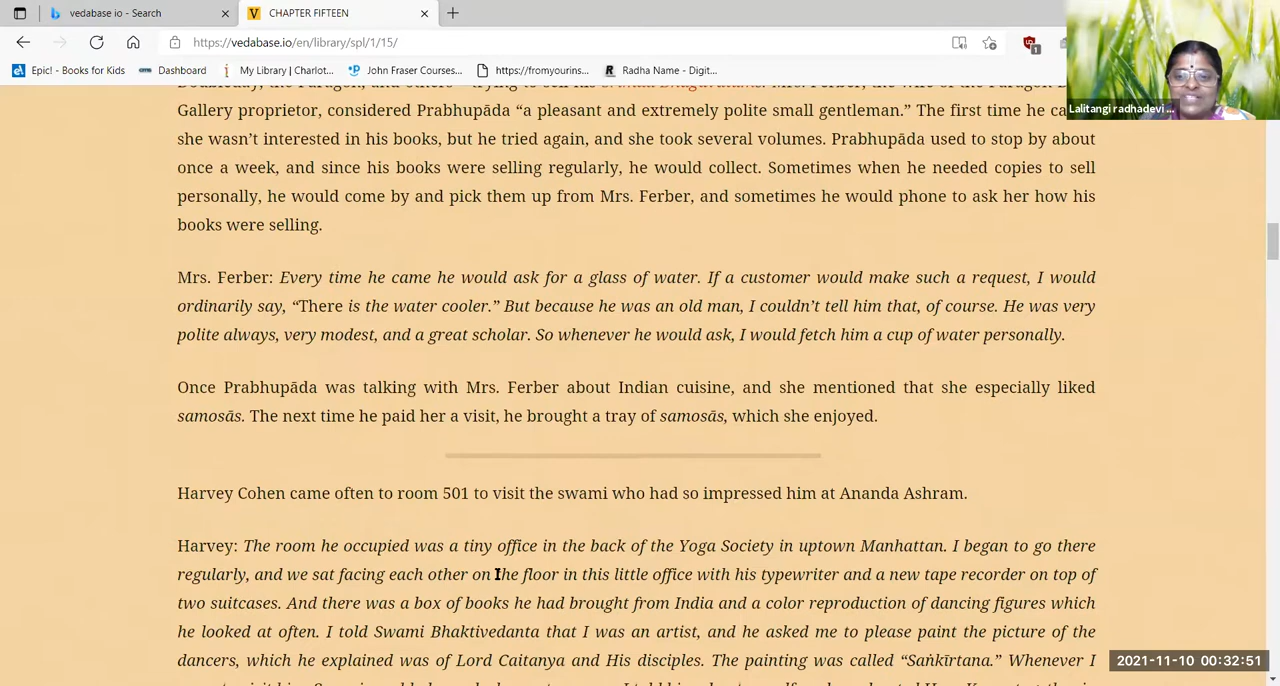 vedabase io - Search
CHAPTER FIFTEEN
https://vedabase.io/en/library/spl/1/15/
Epic! - Books for Kids
Dashboard
My Library | Charlot...
John Fraser Courses...
https://fromyourins...
Radha Name - Digit...
Lalitangi radhadevi ...
Gallery proprietor, considered Prabhupāda “a pleasant and extremely polite small gentleman.” The first time he
she wasn’t interested in his books, but he tried again, and she took several volumes. Prabhupāda used to stop by about
once a week, and since his books were selling regularly, he would collect. Sometimes when he needed copies to sell
personally, he would come by and pick them up from Mrs. Ferber, and sometimes he would phone to ask her how his
books were selling.
Mrs. Ferber: Every time he came he would ask for a glass of water. If a customer would make such a request, I would
ordinarily say, “There is the water cooler.” But because he was an old man, I couldn’t tell him that, of course. He was very
polite always, very modest, and a great scholar. So whenever he would ask, I would fetch him a cup of water personally.
Once Prabhupāda was talking with Mrs. Ferber about Indian cuisine, and she mentioned that she especially liked
samosās. The next time he paid her a visit, he brought a tray of samosās, which she enjoyed.
Harvey Cohen came often to room 501 to visit the swami who had so impressed him at Ananda Ashram.
Harvey: The room he occupied was a tiny office in the back of the Yoga Society in uptown Manhattan. I began to go there
regularly, and we sat facing each other on the floor in this little office with his typewriter and a new tape recorder on top of
two suitcases. And there was a box of books he had brought from India and a color reproduction of dancing figures which
he looked at often. I told Swami Bhaktivedanta that I was an artist, and he asked me to please paint the picture of the
dancers, which he explained was of Lord Caitanya and His disciples. The painting was called “Saṅkīrtana.” Whenever I
2021-11-10 00:32:51